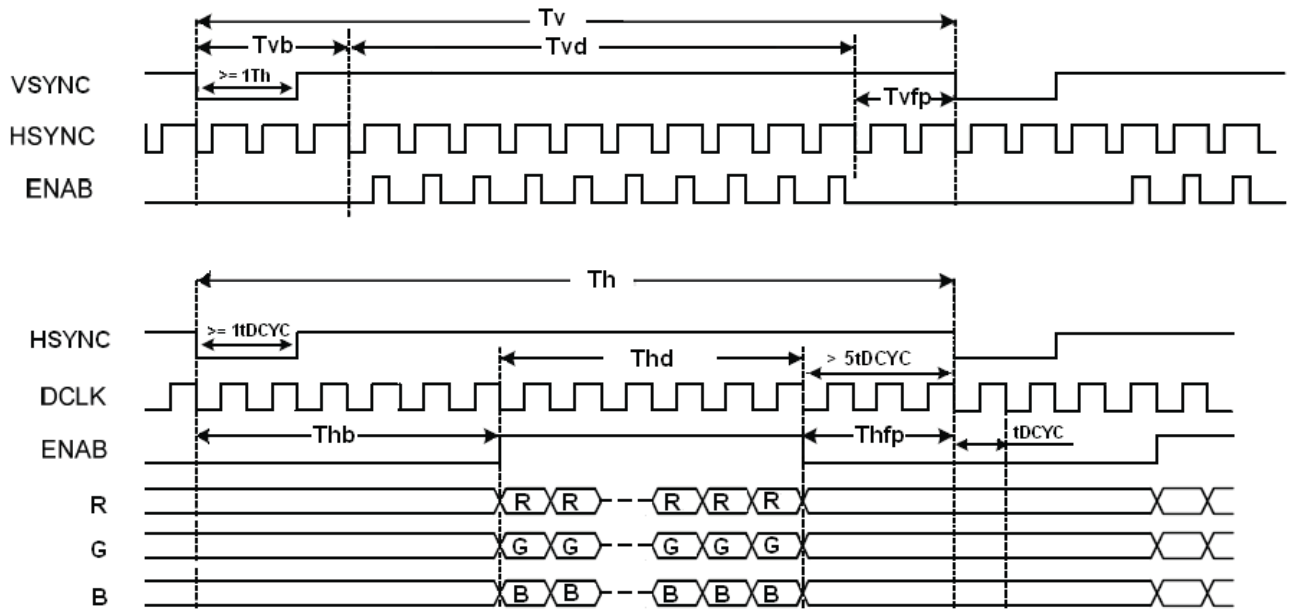 Tv
Tvb Tvd
VSYNC >= 1Th Tvfp
HSYNC
ENAB
Th
HSYNC >= 1tDCYC Thd > 5tDCYC
DCLK
ENAB Thb Thfp tDCYC
R R R R R R
G G G G G G
B B B B B B